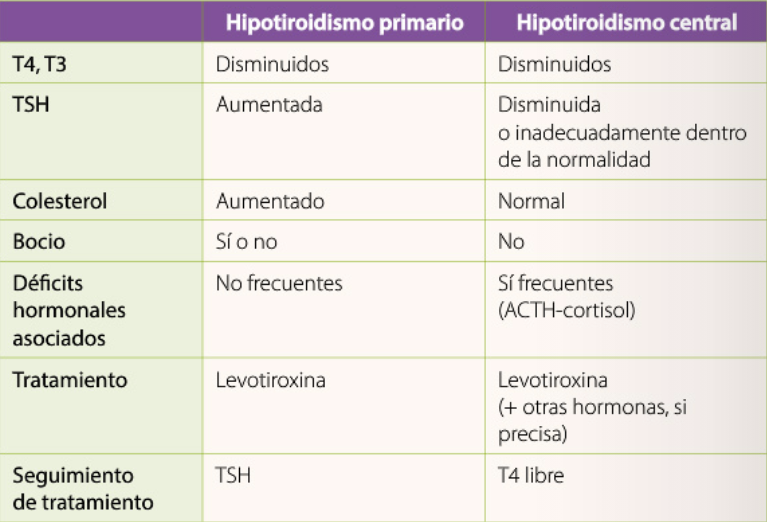 Hipotiroidismo primario Hipotiroidismo central
T4, T3 Disminuidos Disminuidos
TSH Aumentada Disminuida
o inadecuadamente dentro
de la normalidad
Colesterol Aumentado Normal
Bocio Sí o no No
Déficits No frecuentes Sí frecuentes
hormonales (ACTH-cortisol)
asociados
Tratamiento Levotiroxina Levotiroxina
(+ otras hormonas, si
precisa)
Seguimiento TSH T4 libre
de tratamiento